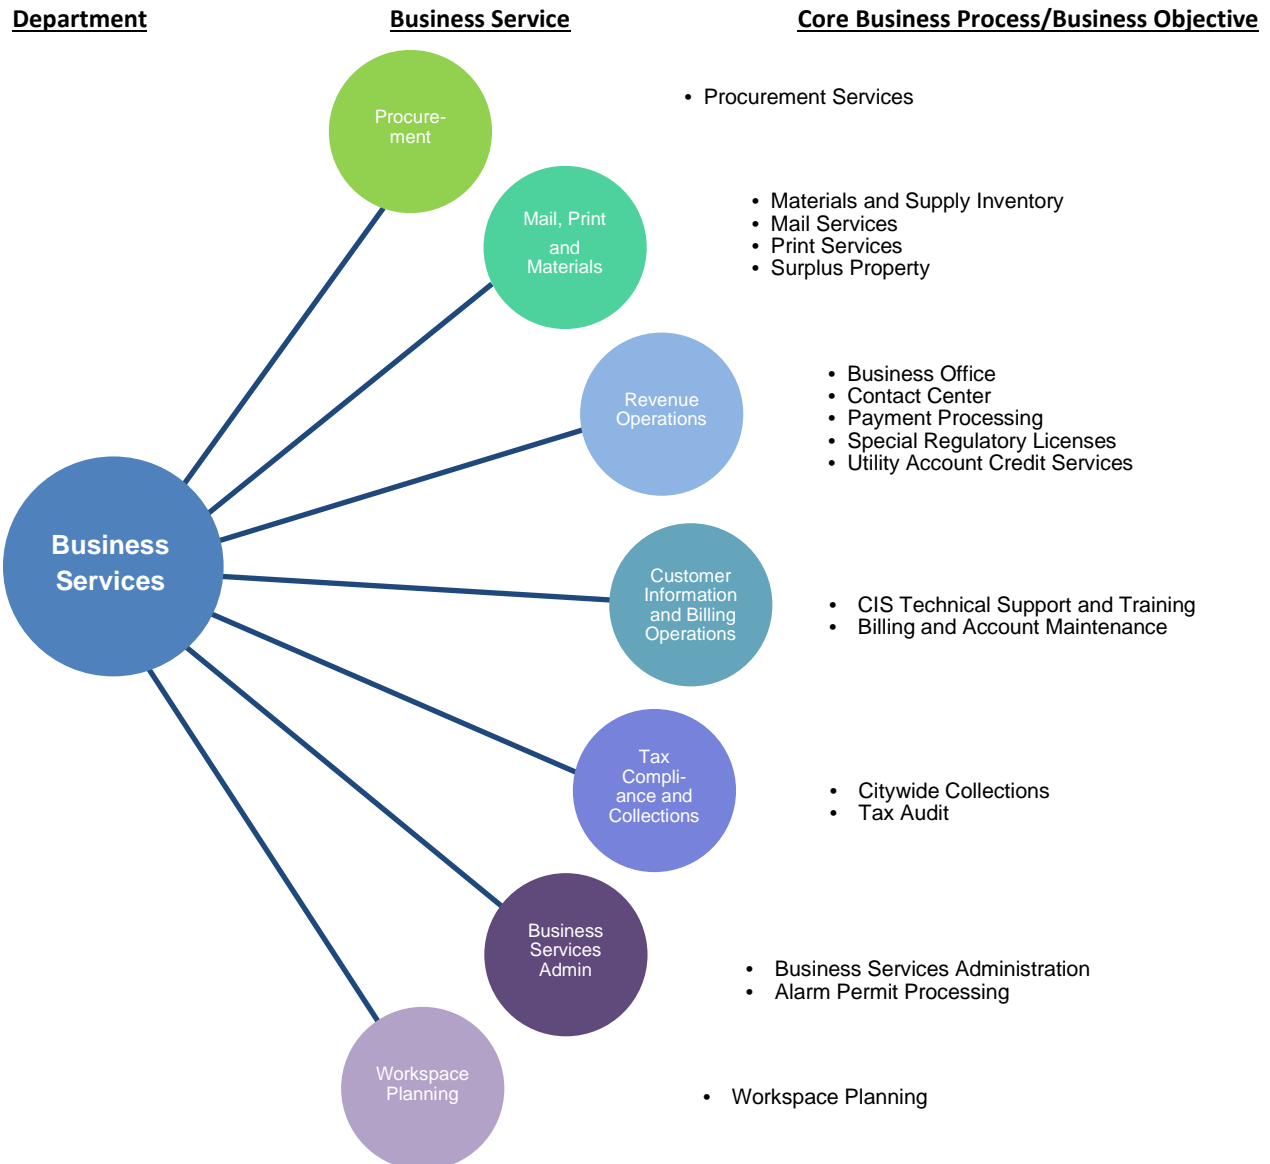 Department
Business Service
Core Business Process/Business Objective
Procure-
ment
• Procurement Services
Mail, Print
and
Materials
• Materials and Supply Inventory
• Mail Services
• Print Services
• Surplus Property
Revenue
Operations
• Business Office
• Contact Center
• Payment Processing
• Special Regulatory Licenses
• Utility Account Credit Services
Business
Services
Customer
Information
and Billing
Operations
• CIS Technical Support and Training
• Billing and Account Maintenance
Tax
Compli-
ance and
Collections
• Citywide Collections
• Tax Audit
Business
Services
Admin
• Business Services Administration
• Alarm Permit Processing
Workspace
Planning
• Workspace Planning